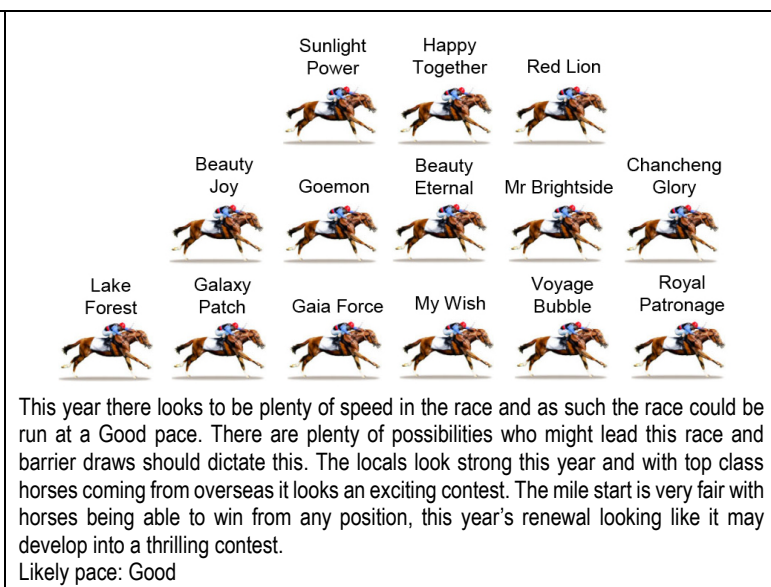 Sunlight Power
Happy Together
Red Lion
Beauty Joy
Goemon
Beauty Eternal
Mr Brightside
Chancheng Glory
Lake Forest
Galaxy Patch
Gaia Force
My Wish
Voyage Bubble
Royal Patronage
This year there looks to be plenty of speed in the race and as such the race could be
run at a Good pace. There are plenty of possibilities who might lead this race and
barrier draws should dictate this. The locals look strong this year and with top class
horses coming from overseas it looks an exciting contest. The mile start is very fair with
horses being able to win from any position, this year’s renewal looking like it may
develop into a thrilling contest.
Likely pace: Good